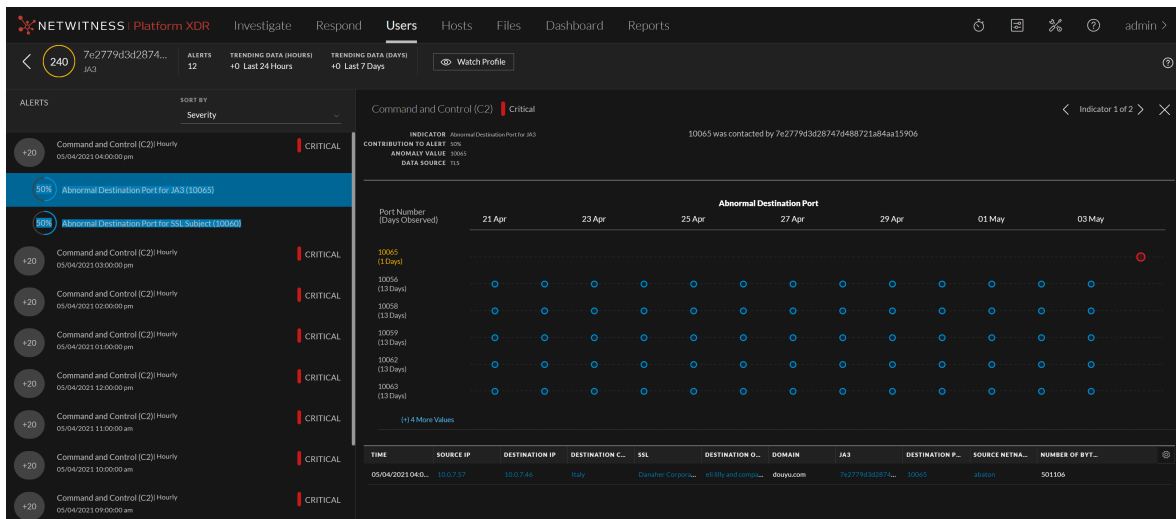 NETWITNESS Platform XDR Investigate Respond Users Hosts Files Dashboard Reports admin >
240 7e2779d3d2874... JA3
ALERTS 12
TRENDING DATA (HOURS) +0 Last 24 Hours
TRENDING DATA (DAYS) +0 Last 7 Days
Watch Profile
ALERTS
SORT BY
Severity
+20 Command and Control (C2)| Hourly CRITICAL
05/04/2021 04:00:00 pm
50% Abnormal Destination Port for JA3 (10065)
50% Abnormal Destination Port for SSL Subject (10060)
+20 Command and Control (C2)| Hourly CRITICAL
05/04/2021 03:00:00 pm
+20 Command and Control (C2)| Hourly CRITICAL
05/04/2021 02:00:00 pm
+20 Command and Control (C2)| Hourly CRITICAL
05/04/2021 01:00:00 pm
+20 Command and Control (C2)| Hourly CRITICAL
05/04/2021 12:00:00 pm
+20 Command and Control (C2)| Hourly CRITICAL
05/04/2021 11:00:00 am
+20 Command and Control (C2)| Hourly CRITICAL
05/04/2021 10:00:00 am
+20 Command and Control (C2)| Hourly CRITICAL
05/04/2021 09:00:00 am
Command and Control (C2) Critical
Indicator 1 of 2
INDICATOR Abnormal Destination Port for JA3
CONTRIBUTION TO ALERT 50%
ANOMALY VALUE 10065
DATA SOURCE TLS
10065 was contacted by 7e2779d3d28747d488721a84aa15906
Abnormal Destination Port
Port Number
(Days Observed)
21 Apr 23 Apr 25 Apr 27 Apr 29 Apr 01 May 03 May
10065
(1 Days)
10056
(13 Days)
10058
(13 Days)
10059
(13 Days)
10062
(13 Days)
10063
(13 Days)
(+) 4 More Values
TIME SOURCE IP DESTINATION IP DESTINATION C... SSL DESTINATION O... DOMAIN JA3 DESTINATION P... SOURCE NETNA... NUMBER OF BYT...
05/04/2021 04:0... 10.0.7.57 10.0.7.46 Italy Danaher Corpora... eli lilly and compa... douyu.com 7e2779d3d2874... 10065 abaton 501106